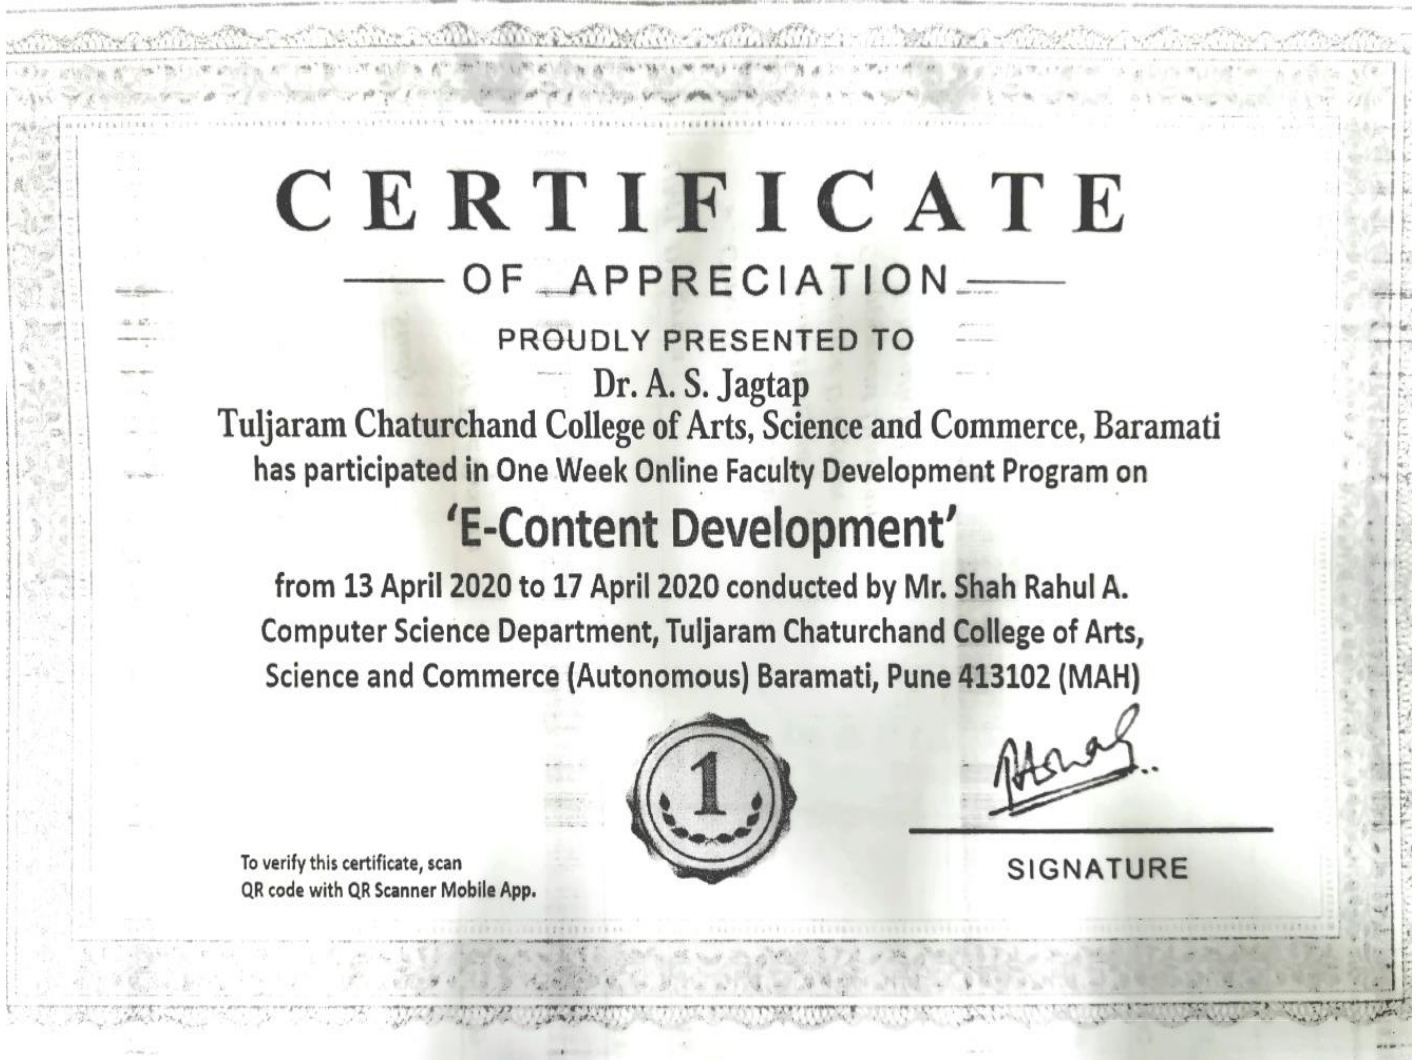 CERTIFICATE
OF APPRECIATION
PROUDLY PRESENTED TO
Dr. A. S. Jagtap
Tuljaram Chaturchand College of Arts, Science and Commerce, Baramati
has participated in One Week Online Faculty Development Program on
‘E-Content Development’
from 13 April 2020 to 17 April 2020 conducted by Mr. Shah Rahul A.
Computer Science Department, Tuljaram Chaturchand College of Arts,
Science and Commerce (Autonomous) Baramati, Pune 413102 (MAH)
1
To verify this certificate, scan
QR code with QR Scanner Mobile App.
SIGNATURE